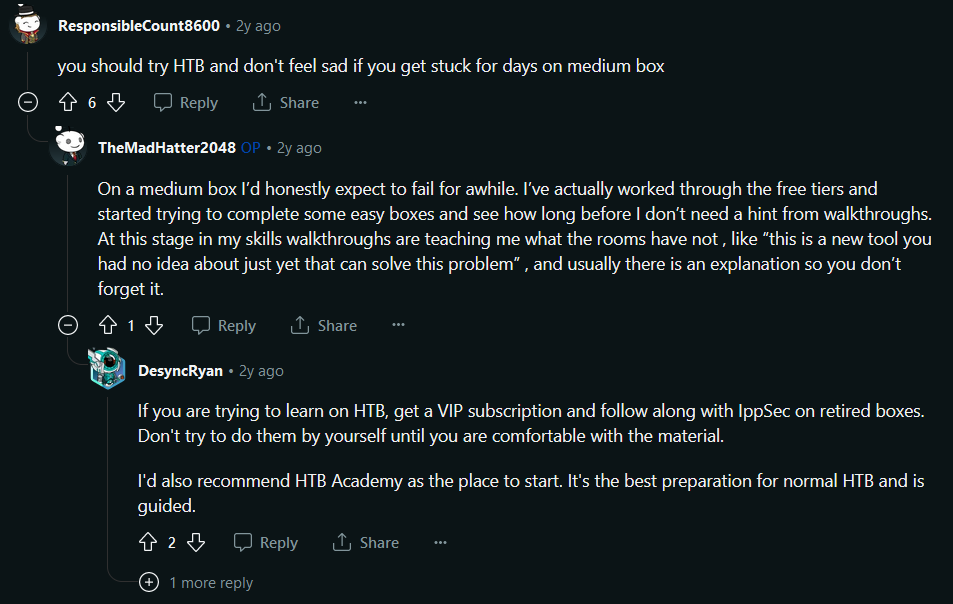 ResponsibleCount8600 • 2y ago
you should try HTB and don't feel sad if you get stuck for days on medium box
6 Reply Share ...
TheMadHatter2048 OP • 2y ago
On a medium box I’d honestly expect to fail for awhile. I’ve actually worked through the free tiers and
started trying to complete some easy boxes and see how long before I don’t need a hint from walkthroughs.
At this stage in my skills walkthroughs are teaching me what the rooms have not , like “this is a new tool you
had no idea about just yet that can solve this problem” , and usually there is an explanation so you don’t
forget it.
1 Reply Share ...
DesyncRyan • 2y ago
If you are trying to learn on HTB, get a VIP subscription and follow along with IppSec on retired boxes.
Don't try to do them by yourself until you are comfortable with the material.
I'd also recommend HTB Academy as the place to start. It's the best preparation for normal HTB and is
guided.
2 Reply Share ...
1 more reply